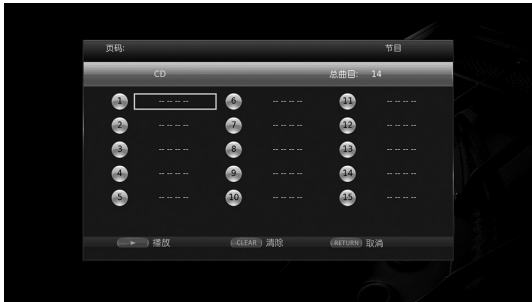 页码: 节目
CD 总曲目: 14
1 -- -- -- -- 6 -- -- -- -- 11 -- -- -- --
2 -- -- -- -- 7 -- -- -- -- 12 -- -- -- --
3 -- -- -- -- 8 -- -- -- -- 13 -- -- -- --
4 -- -- -- -- 9 -- -- -- -- 14 -- -- -- --
5 -- -- -- -- 10 -- -- -- -- 15 -- -- -- --
播放 CLEAR 清除 RETURN 取消